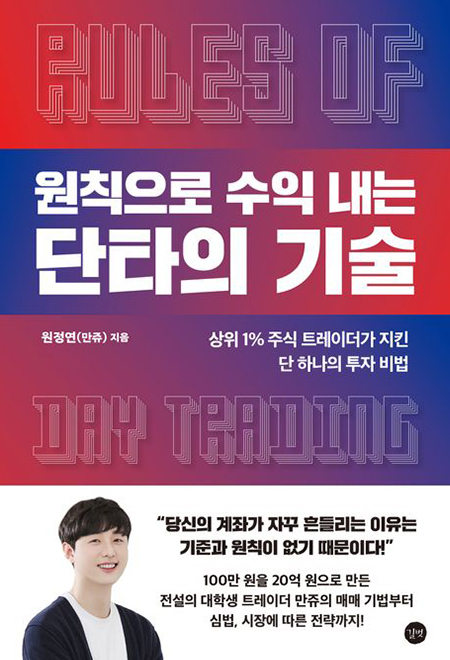 RULES OF
원칙으로 수익 내는
단타의 기술
원정연(만쥬) 지음
상위 1% 주식 트레이더가 지킨
단 하나의 투자 비법
DAY TRADING
“당신의 계좌가 자꾸 흔들리는 이유는
기준과 원칙이 없기 때문이다!”
100만 원을 20억 원으로 만든
전설의 대학생 트레이더 만쥬의 매매 기법부터
심법, 시장에 따른 전략까지!
길벗